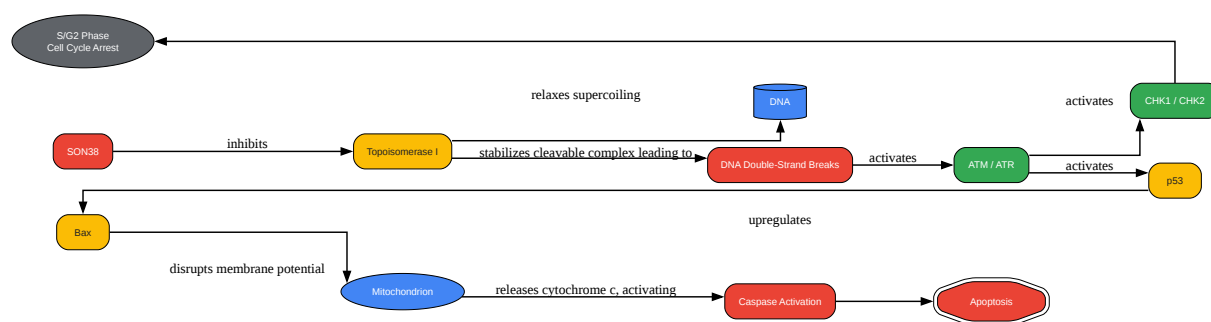 S/G2 Phase
Cell Cycle Arrest
relaxes supercoiling
DNA
activates
CHK1 / CHK2
SON38
inhibits
Topoisomerase I
stabilizes cleavable complex leading to
DNA Double-Strand Breaks
activates
ATM / ATR
activates
p53
Bax
upregulates
disrupts membrane potential
Mitochondrion
releases cytochrome c, activating
Caspase Activation
Apoptosis